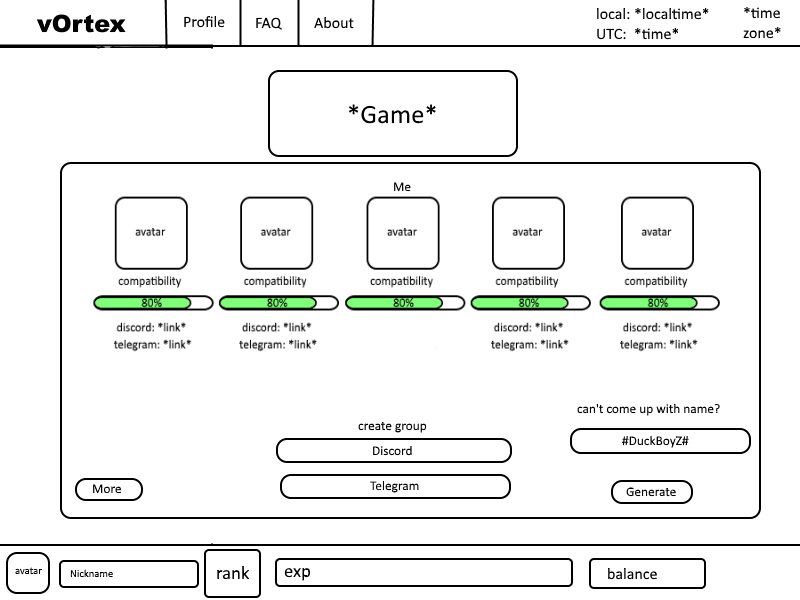 vOrtex
Profile
FAQ
About
local: *localtime*
UTC: *time*
*time
zone*
*Game*
Me
avatar
avatar
avatar
avatar
avatar
compatibility
compatibility
compatibility
compatibility
compatibility
80%
80%
80%
80%
80%
discord: *link*
telegram: *link*
discord: *link*
telegram: *link*
discord: *link*
telegram: *link*
discord: *link*
telegram: *link*
can't come up with name?
#DuckBoyZ#
Generate
create group
Discord
Telegram
More
avatar
Nickname
rank
exp
balance